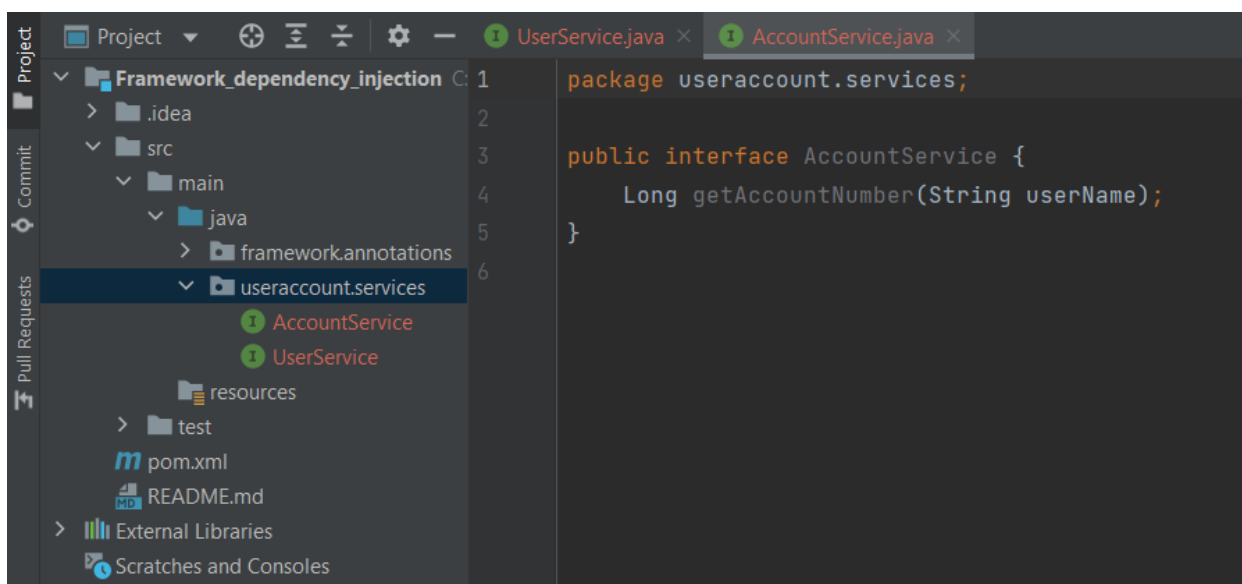 Project
Commit
Pull Requests
Project
Framework_dependency_injection C:
.idea
src
main
java
framework.annotations
useraccount.services
I AccountService
I UserService
resources
test
m pom.xml
MD README.md
External Libraries
Scratches and Consoles
I UserService.java ×
I AccountService.java ×
1 package useraccount.services;
2
3 public interface AccountService {
4 Long getAccountNumber(String userName);
5 }
6